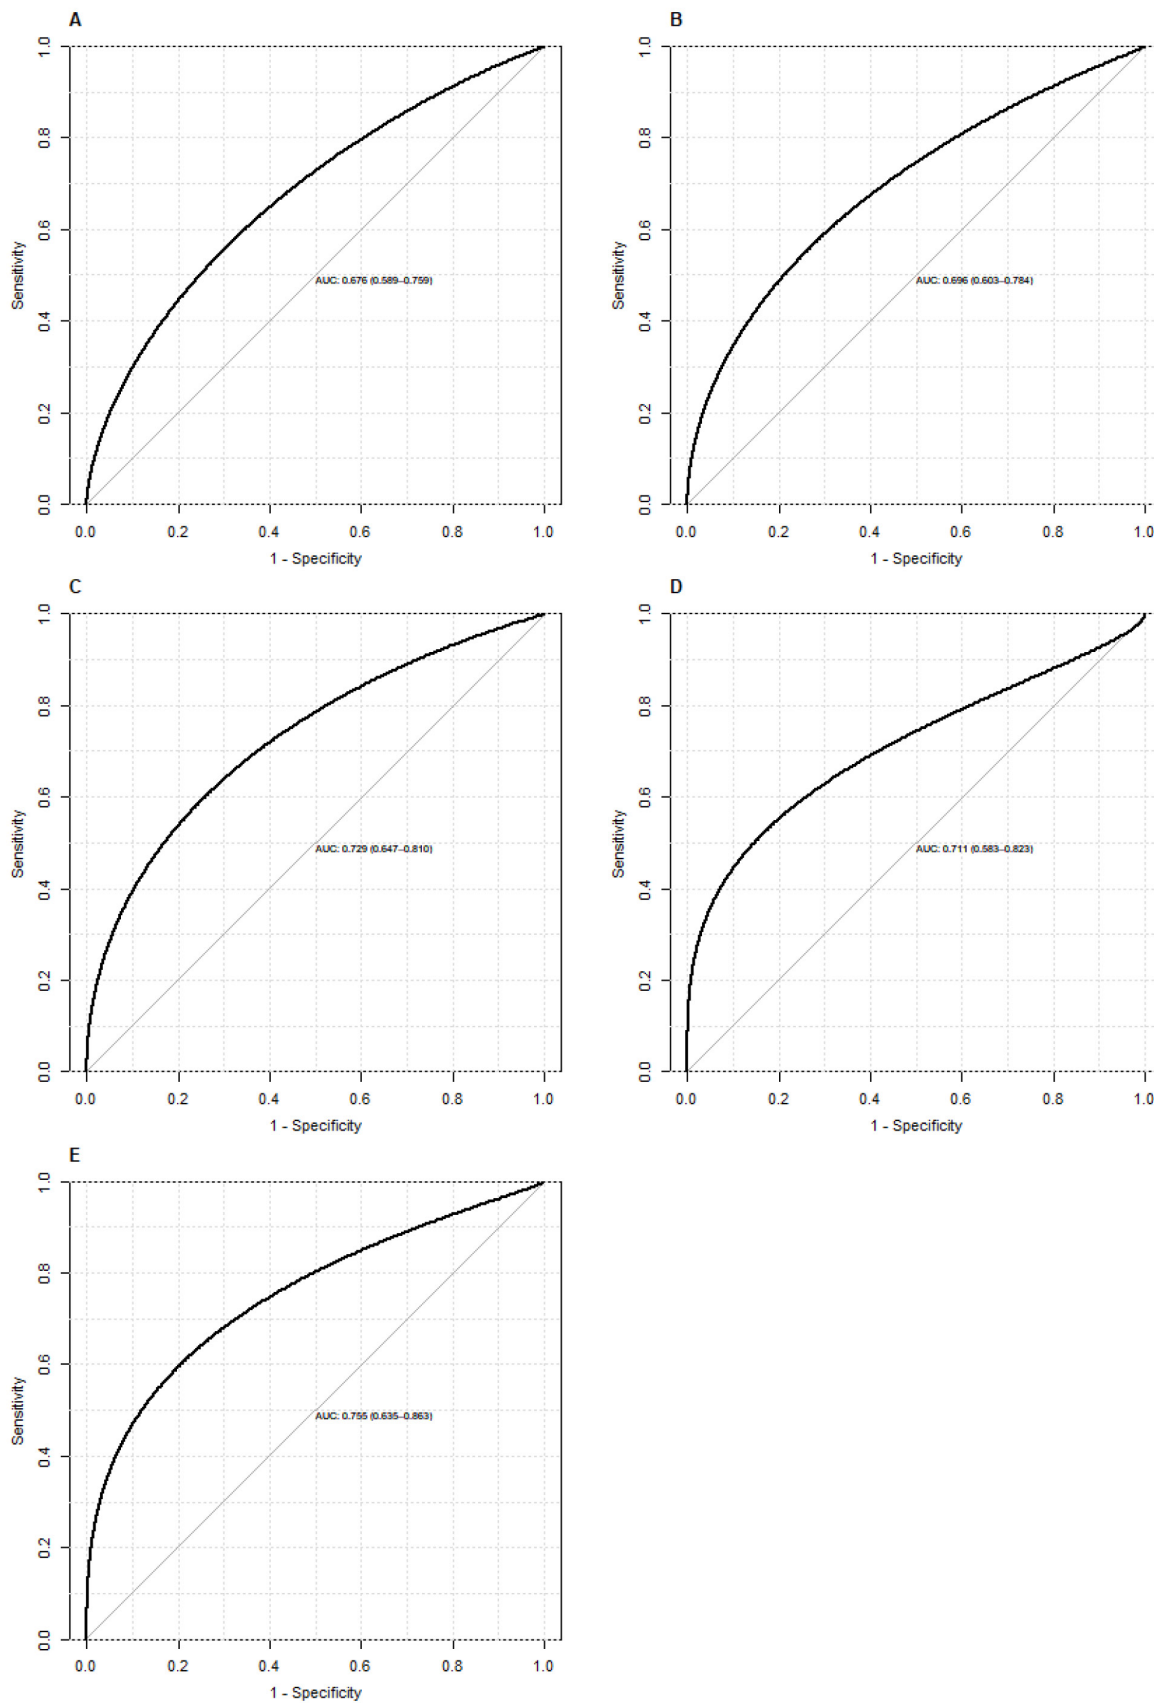 A
1.0
0.8
0.6
0.4
0.2
0.0
Sensitivity
AUC: 0.676 (0.589–0.759)
0.0 0.2 0.4 0.6 0.8 1.0
1 - Specificity
B
1.0
0.8
0.6
0.4
0.2
0.0
Sensitivity
AUC: 0.696 (0.603–0.784)
0.0 0.2 0.4 0.6 0.8 1.0
1 - Specificity
C
1.0
0.8
0.6
0.4
0.2
0.0
Sensitivity
AUC: 0.729 (0.647–0.810)
0.0 0.2 0.4 0.6 0.8 1.0
1 - Specificity
D
1.0
0.8
0.6
0.4
0.2
0.0
Sensitivity
AUC: 0.711 (0.583–0.823)
0.0 0.2 0.4 0.6 0.8 1.0
1 - Specificity
E
1.0
0.8
0.6
0.4
0.2
0.0
Sensitivity
AUC: 0.755 (0.635–0.863)
0.0 0.2 0.4 0.6 0.8 1.0
1 - Specificity